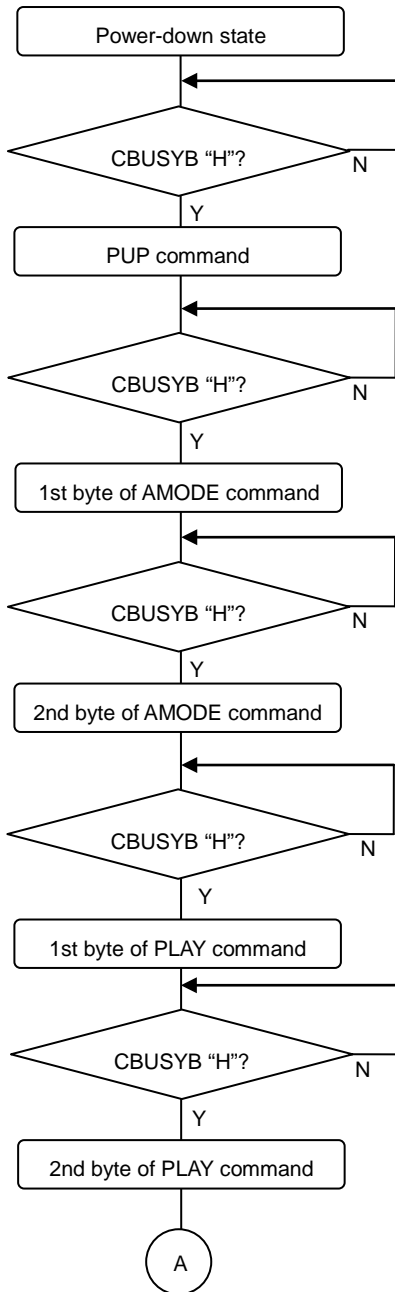 Power-down state
CBUSYB “H”?
N
Y
PUP command
CBUSYB “H”?
N
Y
1st byte of AMODE command
CBUSYB “H”?
N
Y
2nd byte of AMODE command
CBUSYB “H”?
N
Y
1st byte of PLAY command
CBUSYB “H”?
N
Y
2nd byte of PLAY command
A